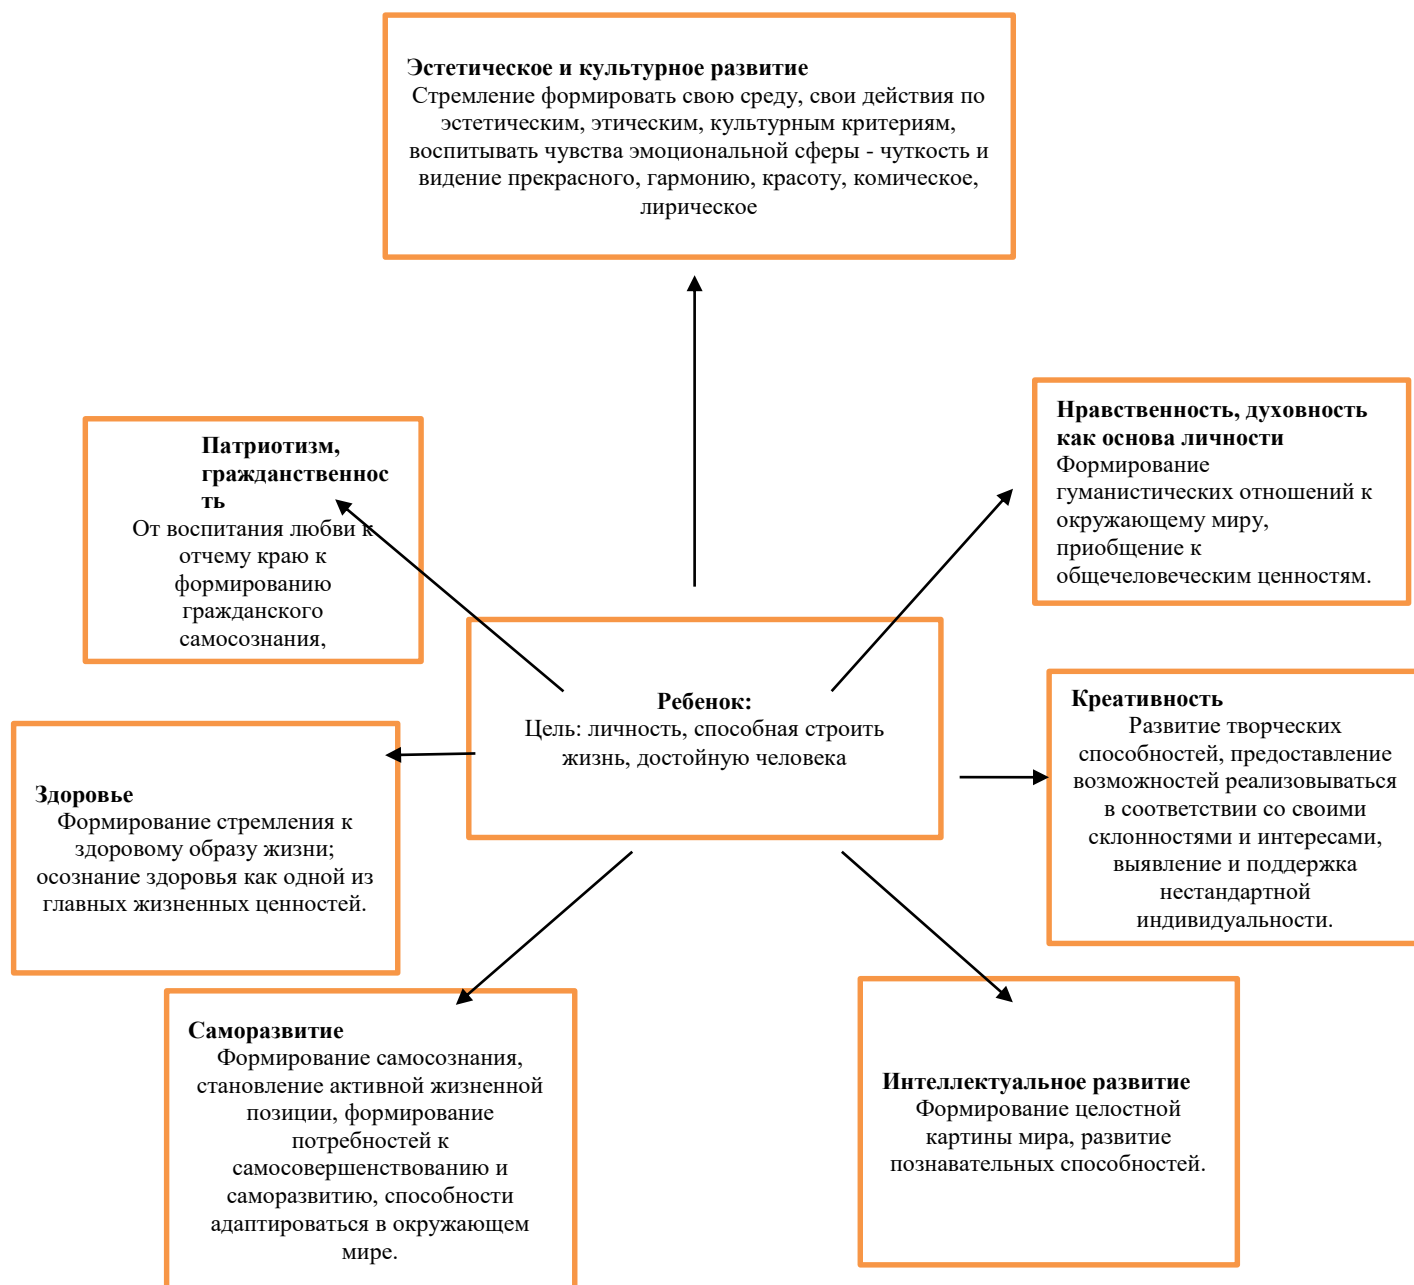 Эстетическое и культурное развитие
Стремление формировать свою среду, свои действия по
эстетическим, этическим, культурным критериям,
воспитывать чувства эмоциональной сферы - чуткость и
видение прекрасного, гармонию, красоту, комическое,
лирическое
Патриотизм,
гражданственнос
ть
От воспитания любви к
отчему краю к
формированию
гражданского
самосознания,
Нравственность, духовность
как основа личности
Формирование
гуманистических отношений к
окружающему миру,
приобщение к
общечеловеческим ценностям.
Ребенок:
Цель: личность, способная строить
жизнь, достойную человека
Креативность
Развитие творческих
способностей, предоставление
возможностей реализовываться
в соответствии со своими
склонностями и интересами,
выявление и поддержка
нестандартной
индивидуальности.
Здоровье
Формирование стремления к
здоровому образу жизни;
осознание здоровья как одной из
главных жизненных ценностей.
Саморазвитие
Формирование самосознания,
становление активной жизненной
позиции, формирование
потребностей к
самосовершенствованию и
саморазвитию, способности
адаптироваться в окружающем
мире.
Интеллектуальное развитие
Формирование целостной
картины мира, развитие
познавательных способностей.